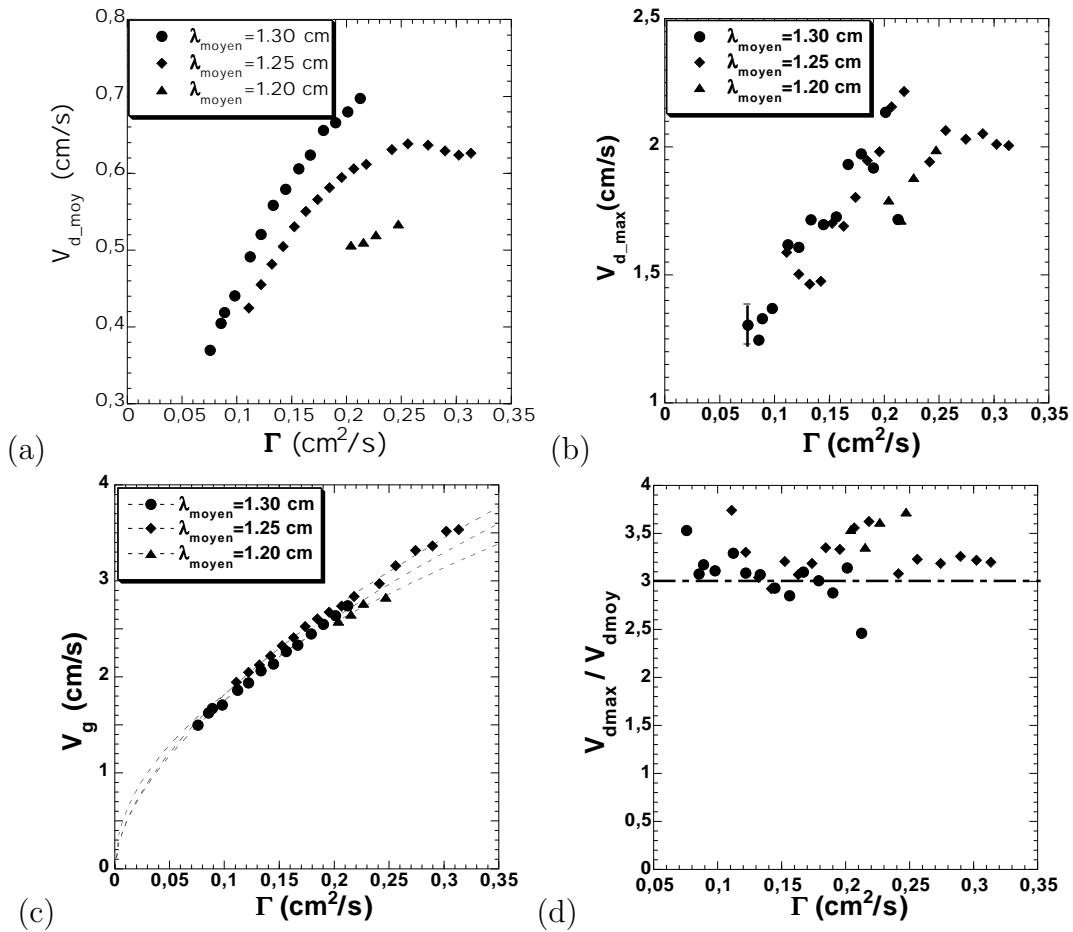 0,8
λmoyen=1.30 cm
λmoyen=1.25 cm
λmoyen=1.20 cm
0,7
0,6
0,5
0,4
0,3
Vd_moy (cm/s)
0 0,05 0,1 0,15 0,2 0,25 0,3 0,35
Γ (cm²/s)
(a)
2,5
λmoyen=1.30 cm
λmoyen=1.25 cm
λmoyen=1.20 cm
2
1,5
1
Vd_max(cm/s)
0 0,05 0,1 0,15 0,2 0,25 0,3 0,35
Γ (cm²/s)
(b)
4
λmoyen=1.30 cm
λmoyen=1.25 cm
λmoyen=1.20 cm
3
2
1
0
Vg (cm/s)
0 0,05 0,1 0,15 0,2 0,25 0,3 0,35
Γ (cm²/s)
(c)
4
3,5
3
2,5
2
1,5
1
0,5
0
Vdmax / Vdmoy
0,05 0,1 0,15 0,2 0,25 0,3 0,35
Γ (cm²/s)
(d)